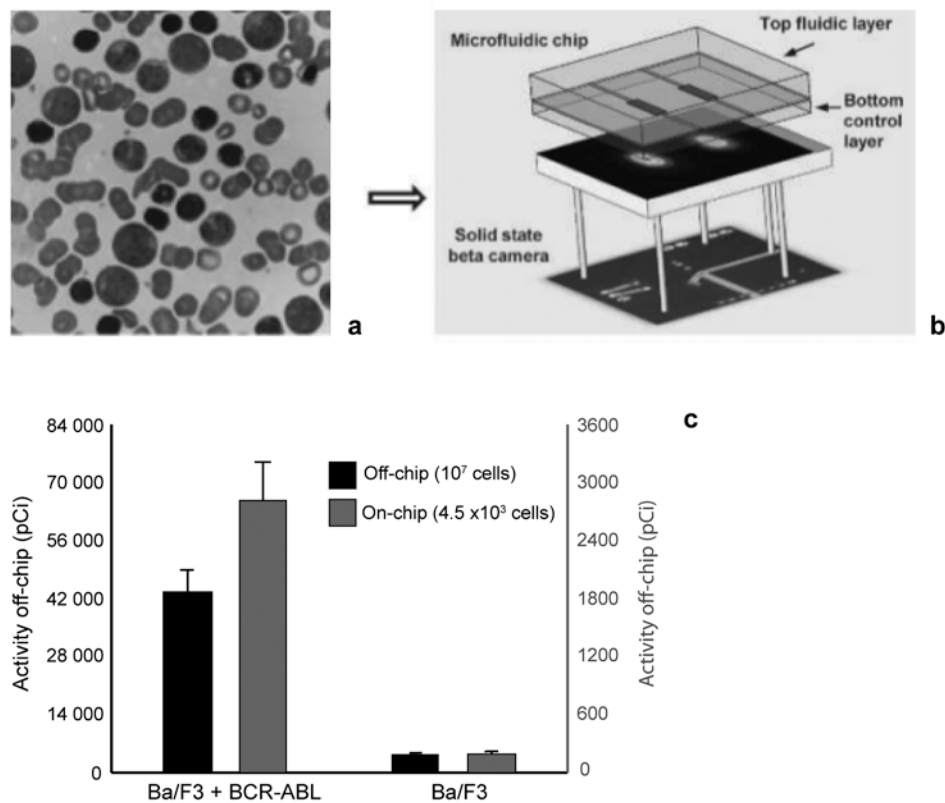 Microfluidic chip
Top fluidic layer
Bottom
control
layer
Solid state
beta camera
a
b
c
84 000
70 000
56 000
42 000
28 000
14 000
0
Activity off-chip (pCi)
Off-chip (10⁷ cells)
On-chip (4.5 x10³ cells)
3600
3000
2400
1800
1200
600
0
Activity off-chip (pCi)
Ba/F3 + BCR-ABL
Ba/F3